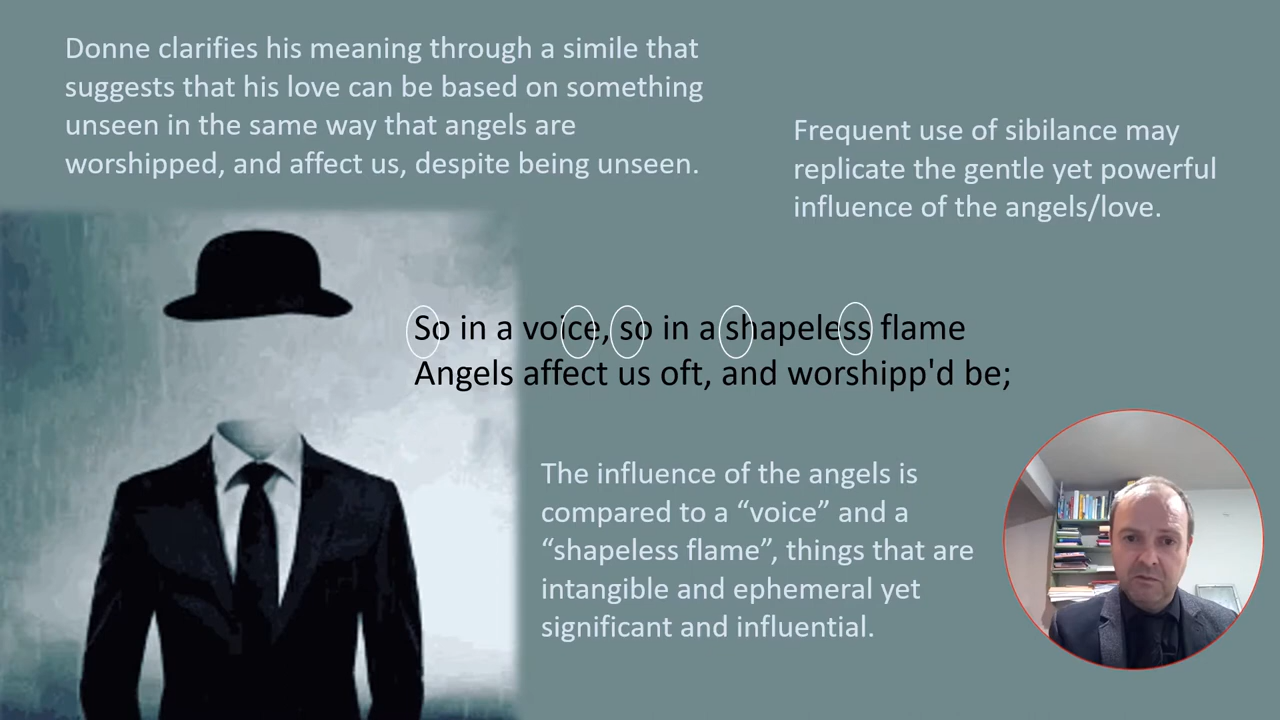 Donne clarifies his meaning through a simile that
suggests that his love can be based on something
unseen in the same way that angels are
worshipped, and affect us, despite being unseen.
Frequent use of sibilance may
replicate the gentle yet powerful
influence of the angels/love.
So in a voice, so in a shapeless flame
Angels affect us oft, and worshipp'd be;
The influence of the angels is
compared to a “voice” and a
“shapeless flame”, things that are
intangible and ephemeral yet
significant and influential.